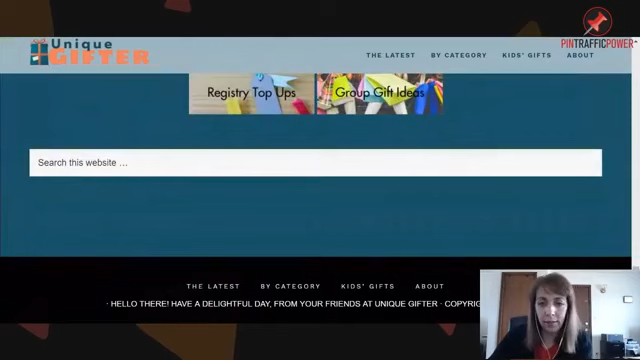 PINTRAFFICPOWER
Unique
GIFTER
THE LATEST BY CATEGORY KIDS' GIFTS ABOUT
Registry Top Ups
Group Gift Ideas
Search this website …
THE LATEST BY CATEGORY KIDS' GIFTS ABOUT
· HELLO THERE! HAVE A DELIGHTFUL DAY, FROM YOUR FRIENDS AT UNIQUE GIFTER ·